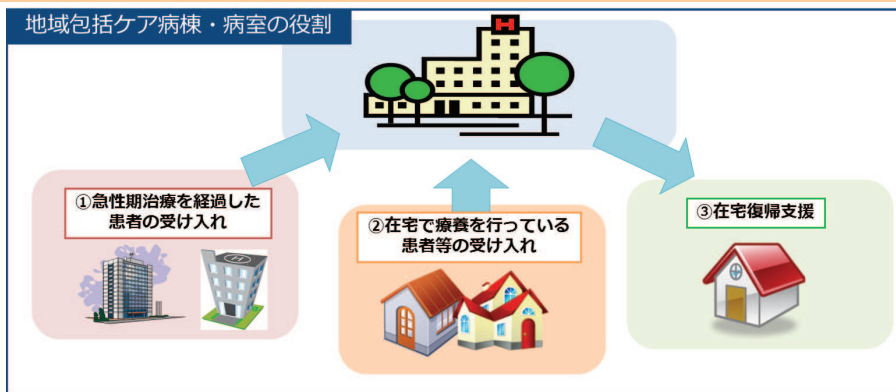 地域包括ケア病棟・病室の役割
H
①急性期治療を経過した
患者の受け入れ
H
②在宅で療養を行っている
患者等の受け入れ
③在宅復帰支援